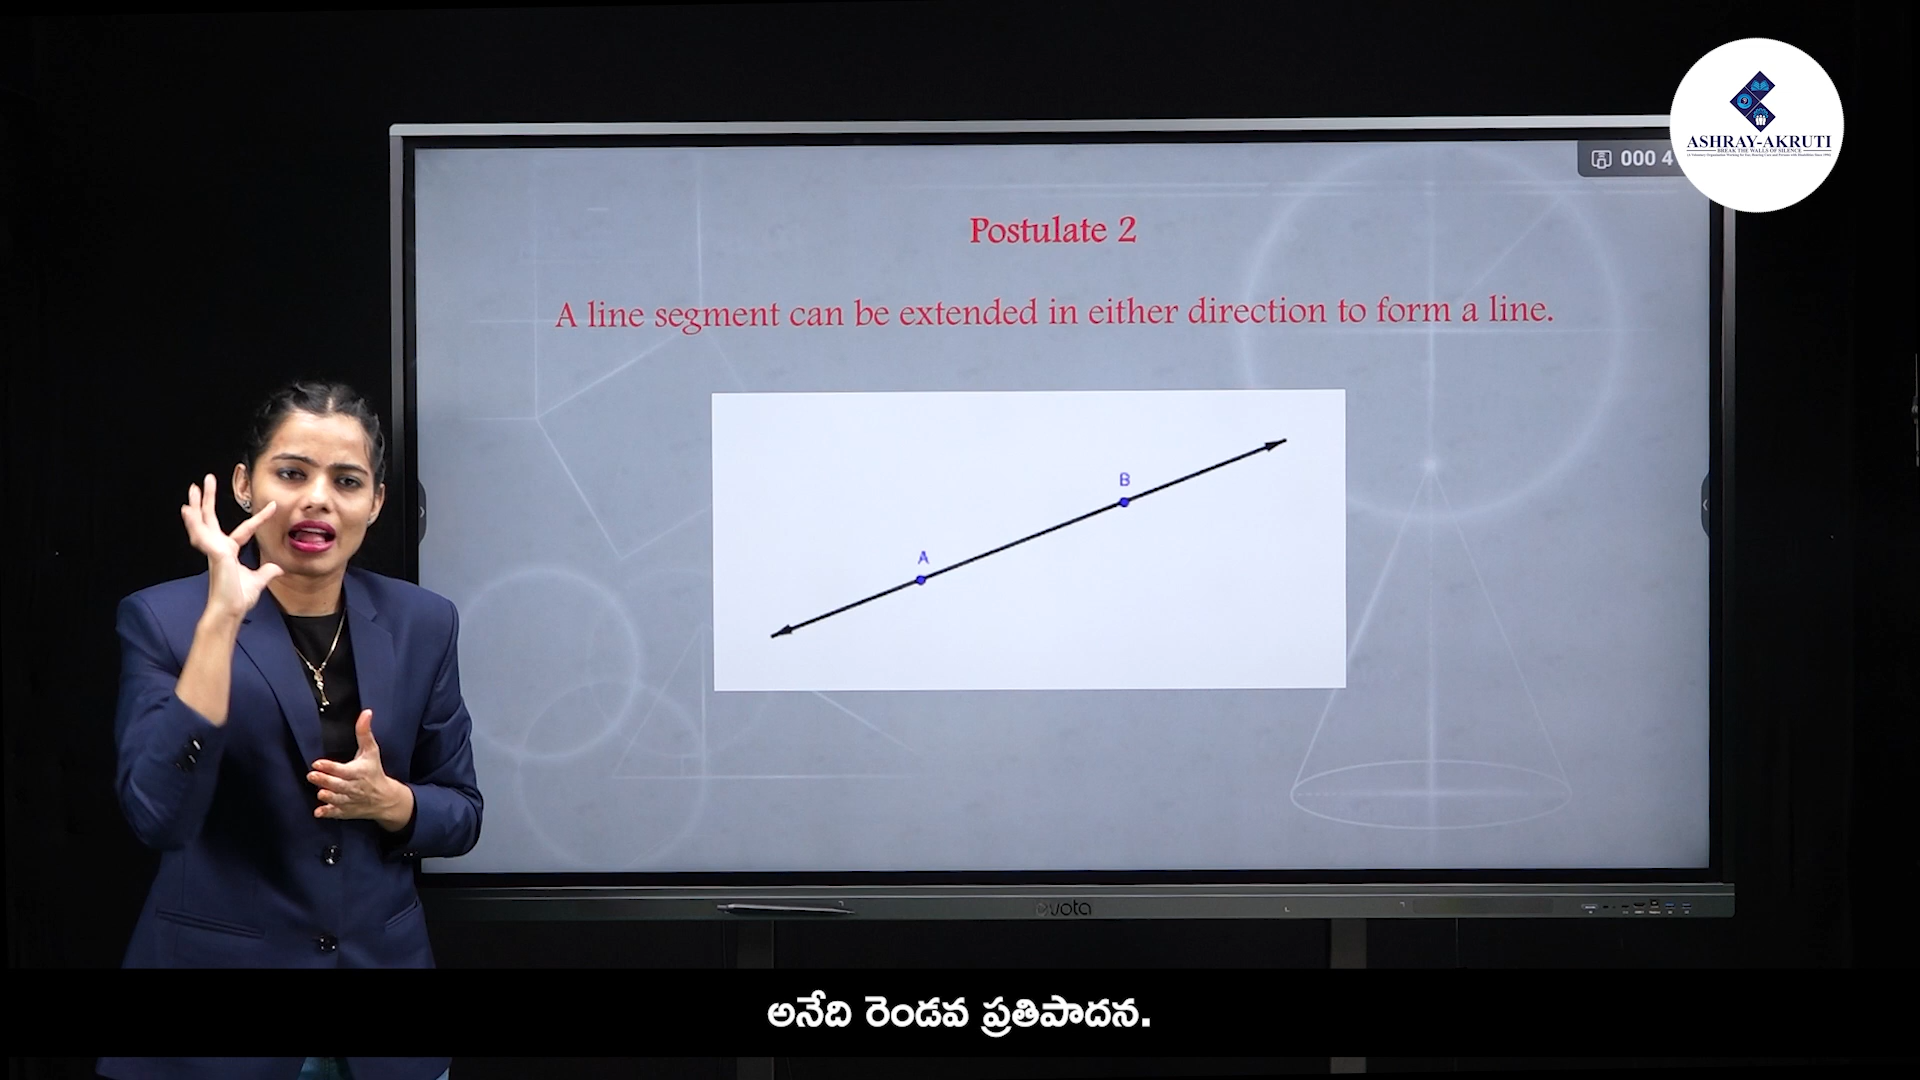 ASHRAY-AKRUTI
BREAK THE WALLS OF SILENCE
000 4
Postulate 2
A line segment can be extended in either direction to form a line.
B
A
అనేది రెండవ ప్రతిపాదన.